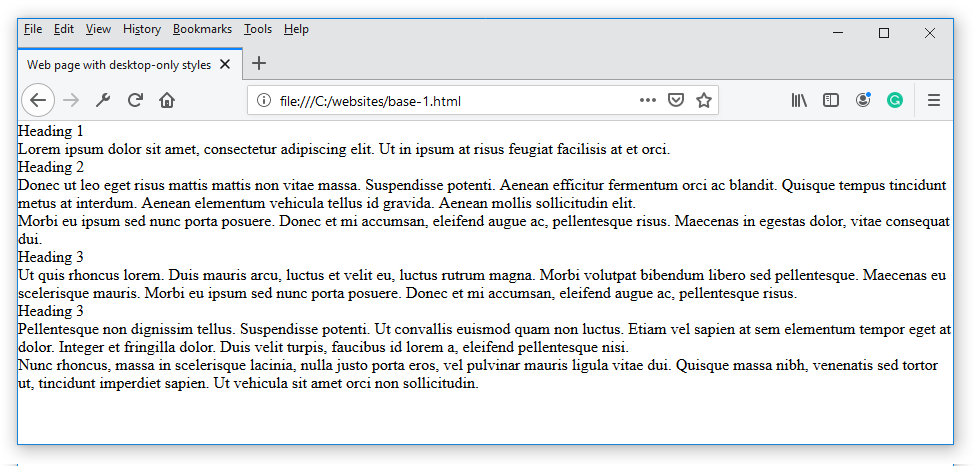 File Edit View History Bookmarks Tools Help
Web page with desktop-only styles
file:///C:/websites/base-1.html
Heading 1
Lorem ipsum dolor sit amet, consectetur adipiscing elit. Ut in ipsum at risus feugiat facilisis at et orci.
Heading 2
Donec ut leo eget risus mattis mattis non vitae massa. Suspendisse potenti. Aenean efficitur fermentum orci ac blandit. Quisque tempus tincidunt
metus at interdum. Aenean elementum vehicula tellus id gravida. Aenean mollis sollicitudin elit.
Morbi eu ipsum sed nunc porta posuere. Donec et mi accumsan, eleifend augue ac, pellentesque risus. Maecenas in egestas dolor, vitae consequat
dui.
Heading 3
Ut quis rhoncus lorem. Duis mauris arcu, luctus et velit eu, luctus rutrum magna. Morbi volutpat bibendum libero sed pellentesque. Maecenas eu
scelerisque mauris. Morbi eu ipsum sed nunc porta posuere. Donec et mi accumsan, eleifend augue ac, pellentesque risus.
Heading 3
Pellentesque non dignissim tellus. Suspendisse potenti. Ut convallis euismod quam non luctus. Etiam vel sapien at sem elementum tempor eget at
dolor. Integer et fringilla dolor. Duis velit turpis, faucibus id lorem a, eleifend pellentesque nisi.
Nunc rhoncus, massa in scelerisque lacinia, nulla justo porta eros, vel pulvinar mauris ligula vitae dui. Quisque massa nibh, venenatis sed tortor
ut, tincidunt imperdiet sapien. Ut vehicula sit amet orci non sollicitudin.